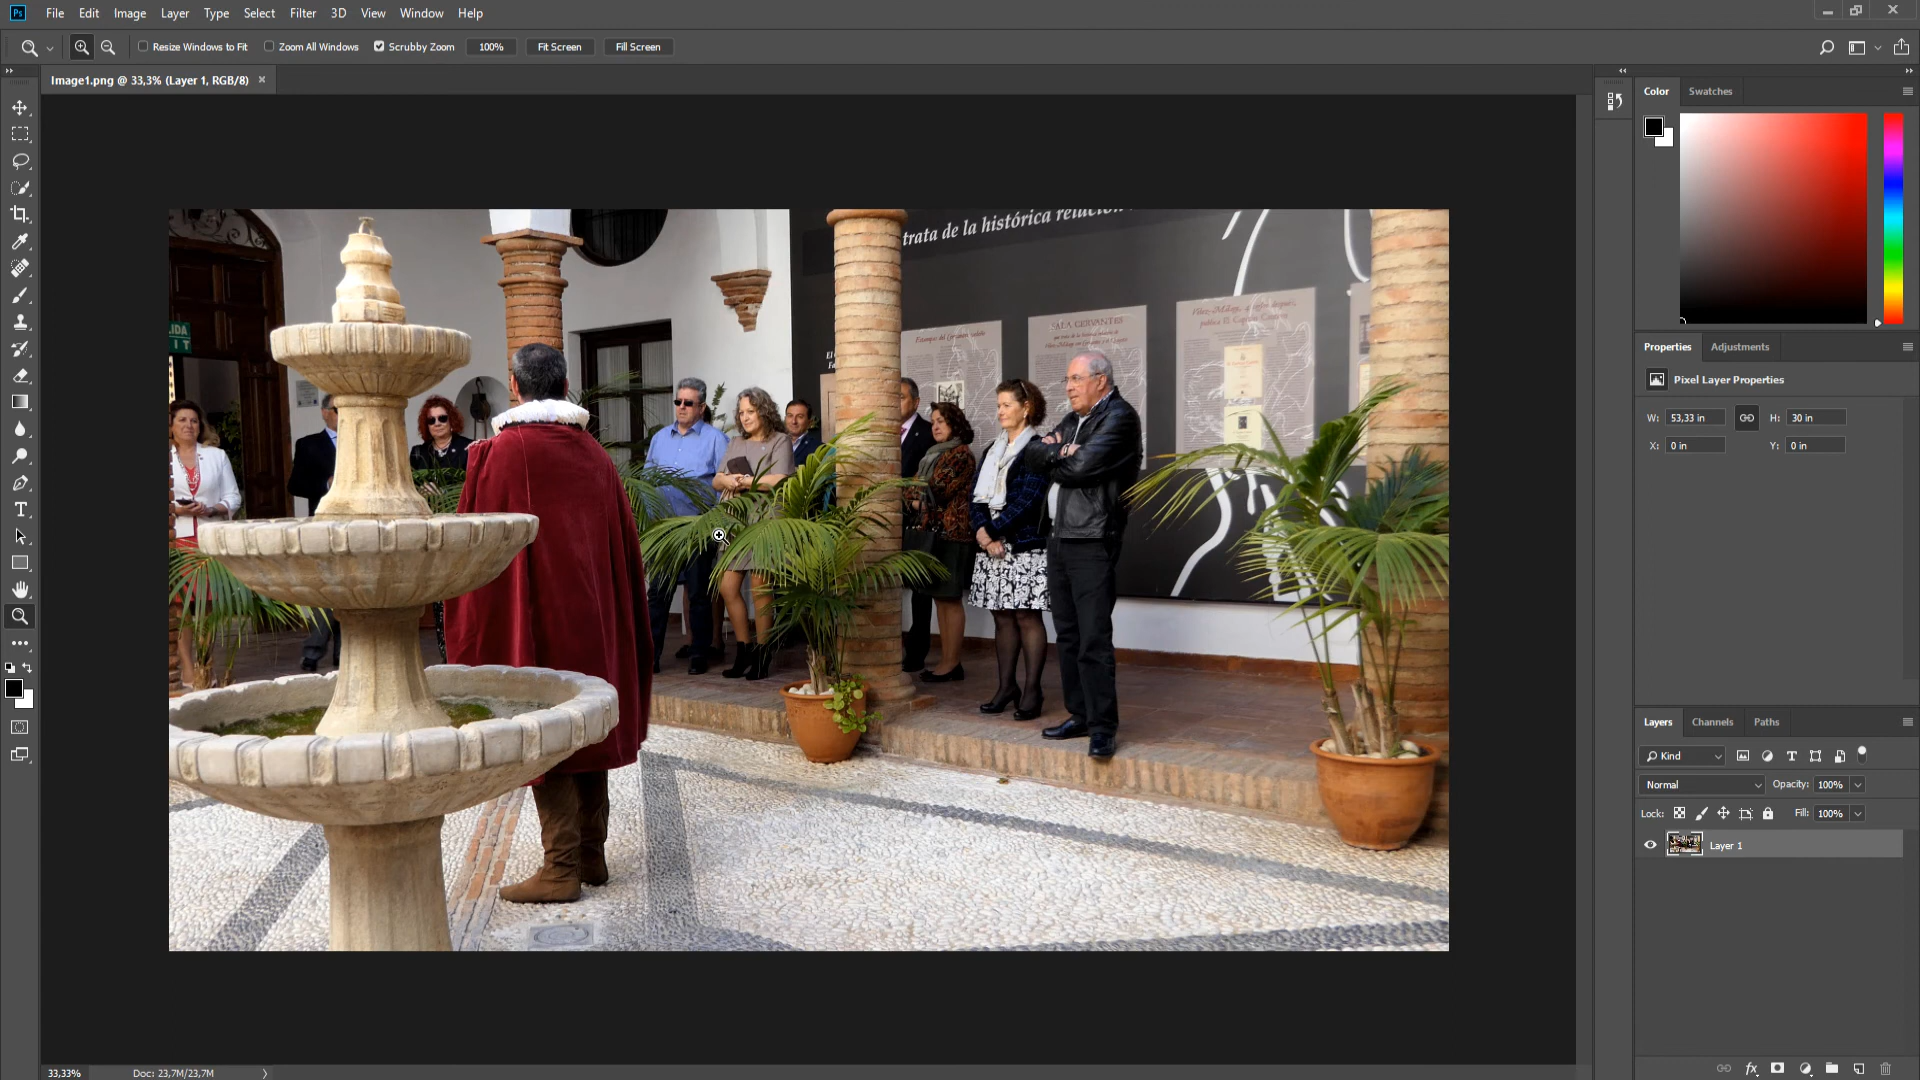 Ps File Edit Image Layer Type Select Filter 3D View Window Help
Resize Windows to Fit Zoom All Windows Scrubby Zoom 100% Fit Screen Fill Screen
Image1.png @ 33,3% (Layer 1, RGB/8)
Color Swatches
trata de la histórica relación
SALA CERVANTES
Properties Adjustments
Pixel Layer Properties
W: 53,33 in H: 30 in
X: 0 in Y: 0 in
Layers Channels Paths
Kind
Normal Opacity: 100%
Lock: Fill: 100%
Layer 1
33,33% Doc: 23,7M/23,7M